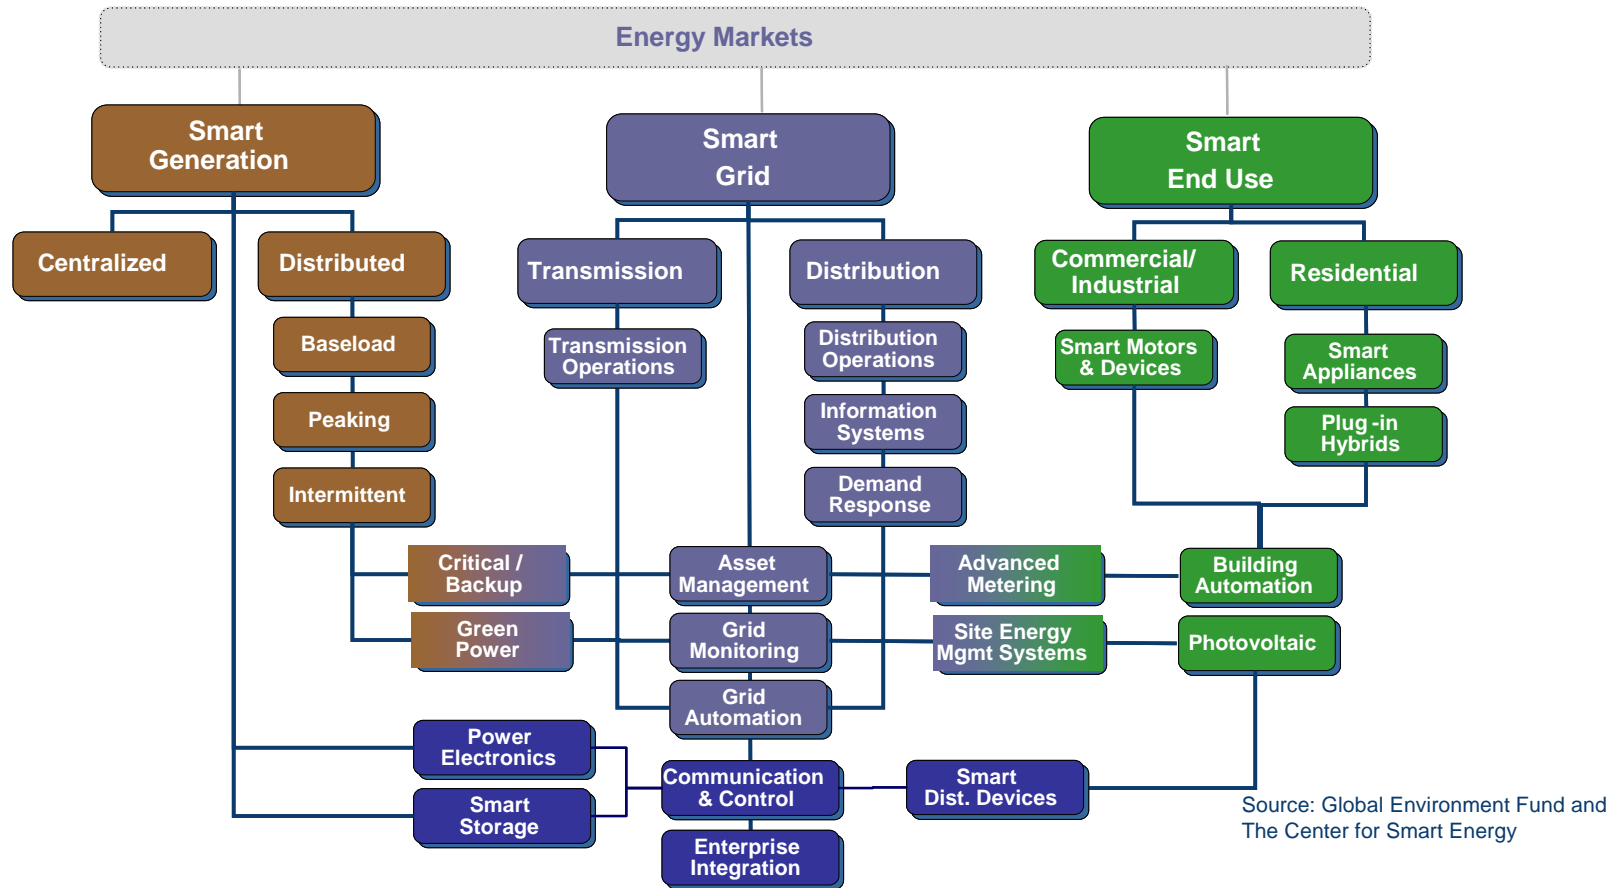 Energy Markets
Smart
Generation
Smart
Grid
Smart
End Use
Centralized
Distributed
Transmission
Distribution
Commercial/
Industrial
Residential
Baseload
Transmission
Operations
Distribution
Operations
Smart Motors
& Devices
Smart
Appliances
Peaking
Information
Systems
Plug -in
Hybrids
Intermittent
Demand
Response
Critical /
Backup
Asset
Management
Advanced
Metering
Building
Automation
Green
Power
Grid
Monitoring
Site Energy
Mgmt Systems
Photovoltaic
Grid
Automation
Power
Electronics
Communication
& Control
Smart
Dist. Devices
Smart
Storage
Enterprise
Integration
Source: Global Environment Fund and
The Center for Smart Energy